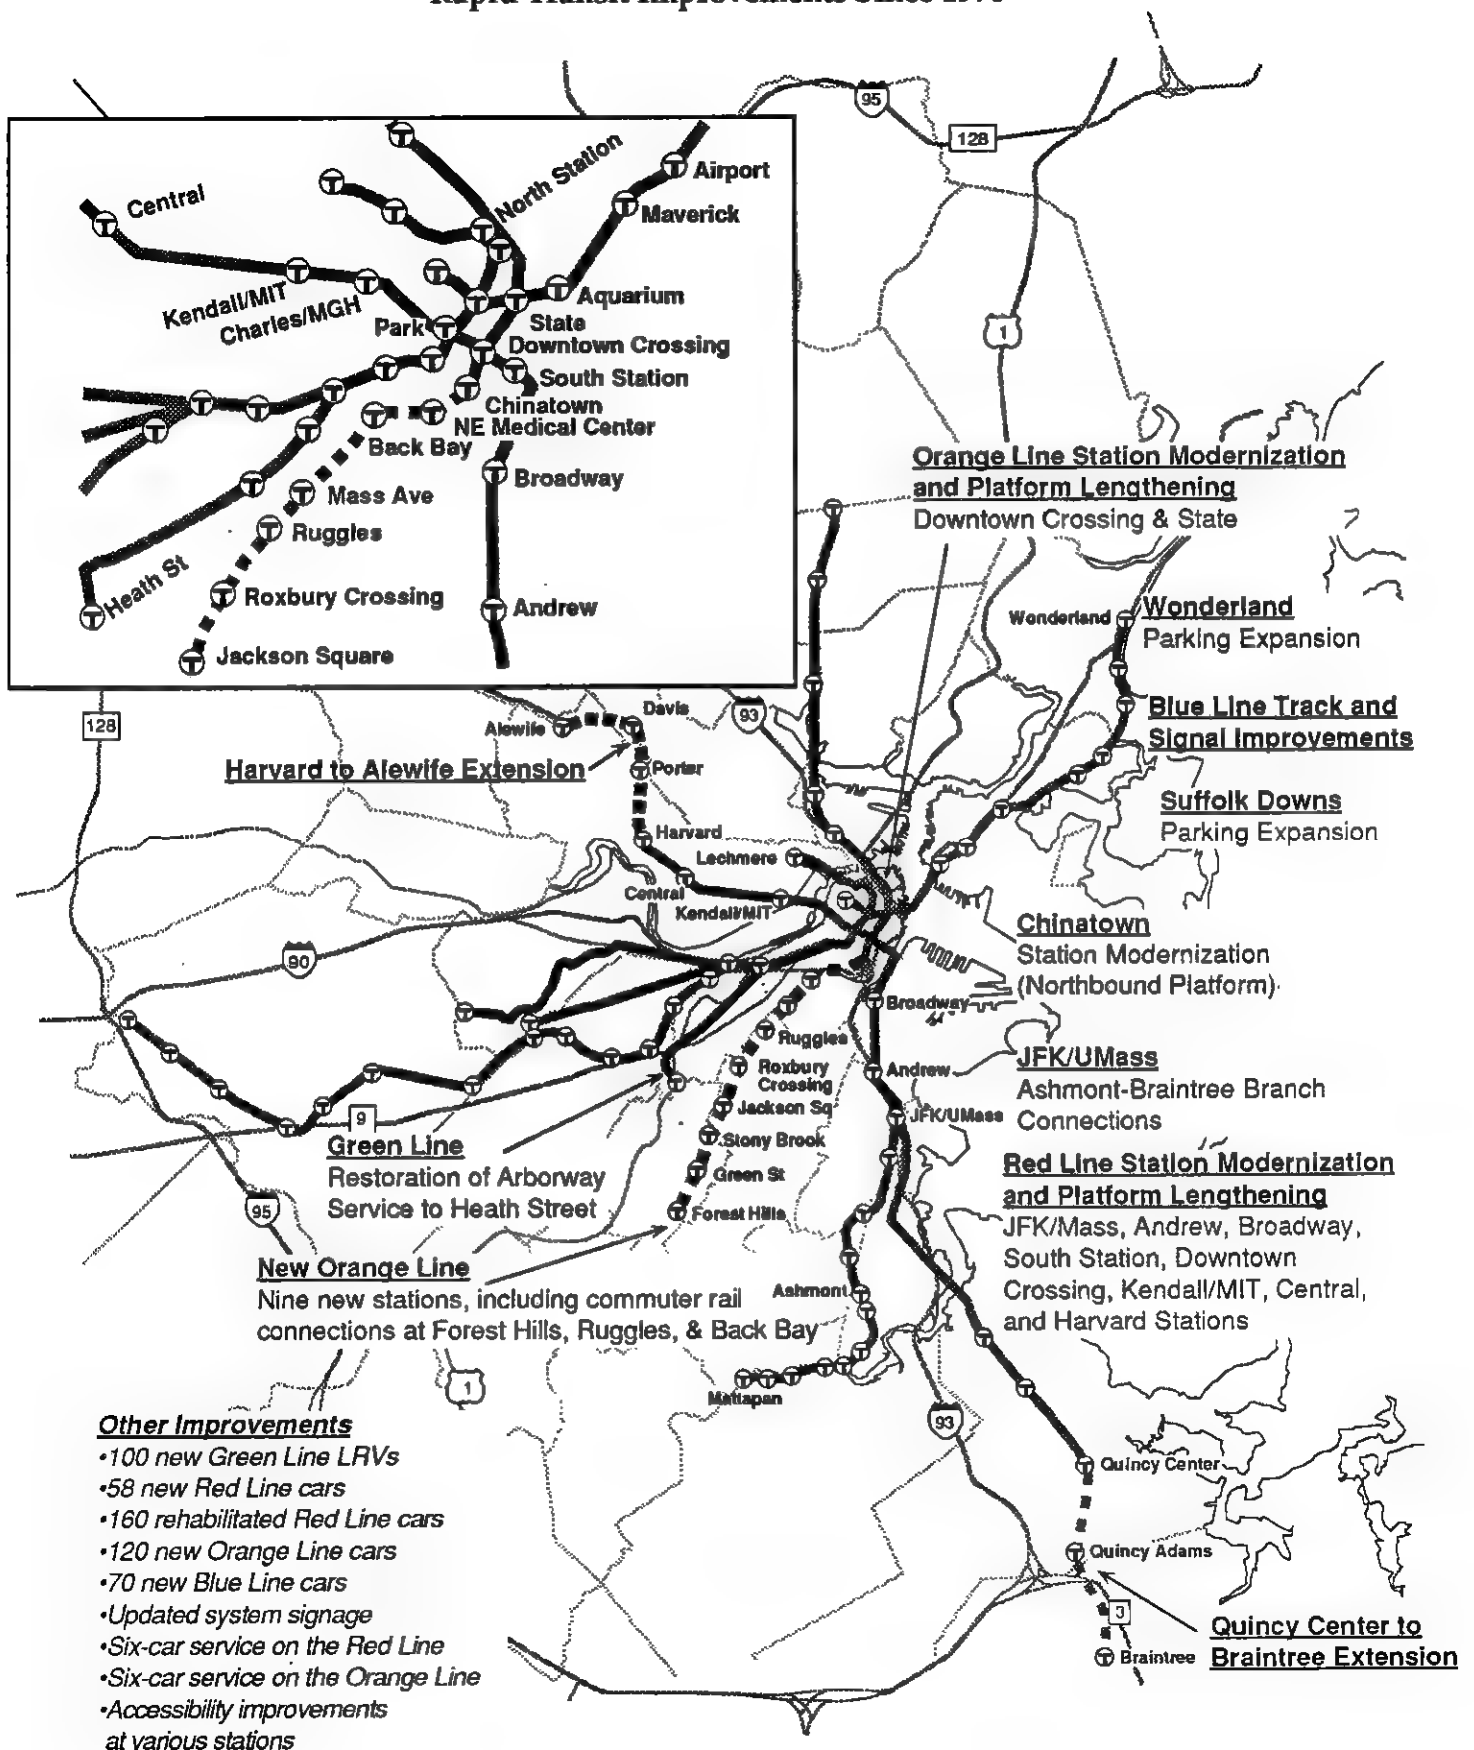 95
128
North Station
Airport
Central
Maverick
Kendall/MIT
Charles/MGH
Aquarium
Park
State
Downtown Crossing
South Station
Chinatown
NE Medical Center
Back Bay
Broadway
Mass Ave
Ruggles
Roxbury Crossing
Heath St
Andrew
Jackson Square
1
Orange Line Station Modernization
and Platform Lengthening
Downtown Crossing & State
Wonderland
Wonderland
Parking Expansion
Blue Line Track and
Signal Improvements
Suffolk Downs
Parking Expansion
128
93
Alewife
Davis
Harvard to Alewife Extension
Porter
Harvard
Lechmere
Central
Kendall/MIT
90
Chinatown
Station Modernization
(Northbound Platform)
Broadway
Ruggles
Roxbury
Crossing
Andrew
JFK/UMass
Ashmont-Braintree Branch
Connections
Jackson Sq
JFK/UMass
9
Green Line
Restoration of Arborway
Service to Heath Street
Stony Brook
Green St
Forest Hills
Red Line Station Modernization
and Platform Lengthening
JFK/Mass, Andrew, Broadway,
South Station, Downtown
Crossing, Kendall/MIT, Central,
and Harvard Stations
95
New Orange Line
Nine new stations, including commuter rail
connections at Forest Hills, Ruggles, & Back Bay
Ashmont
1
Mattapan
93
Other Improvements
•100 new Green Line LRVs
•58 new Red Line cars
•160 rehabilitated Red Line cars
•120 new Orange Line cars
•70 new Blue Line cars
•Updated system signage
•Six-car service on the Red Line
•Six-car service on the Orange Line
•Accessibility improvements
at various stations
Quincy Center
Quincy Adams
3
Braintree
Quincy Center to
Braintree Extension